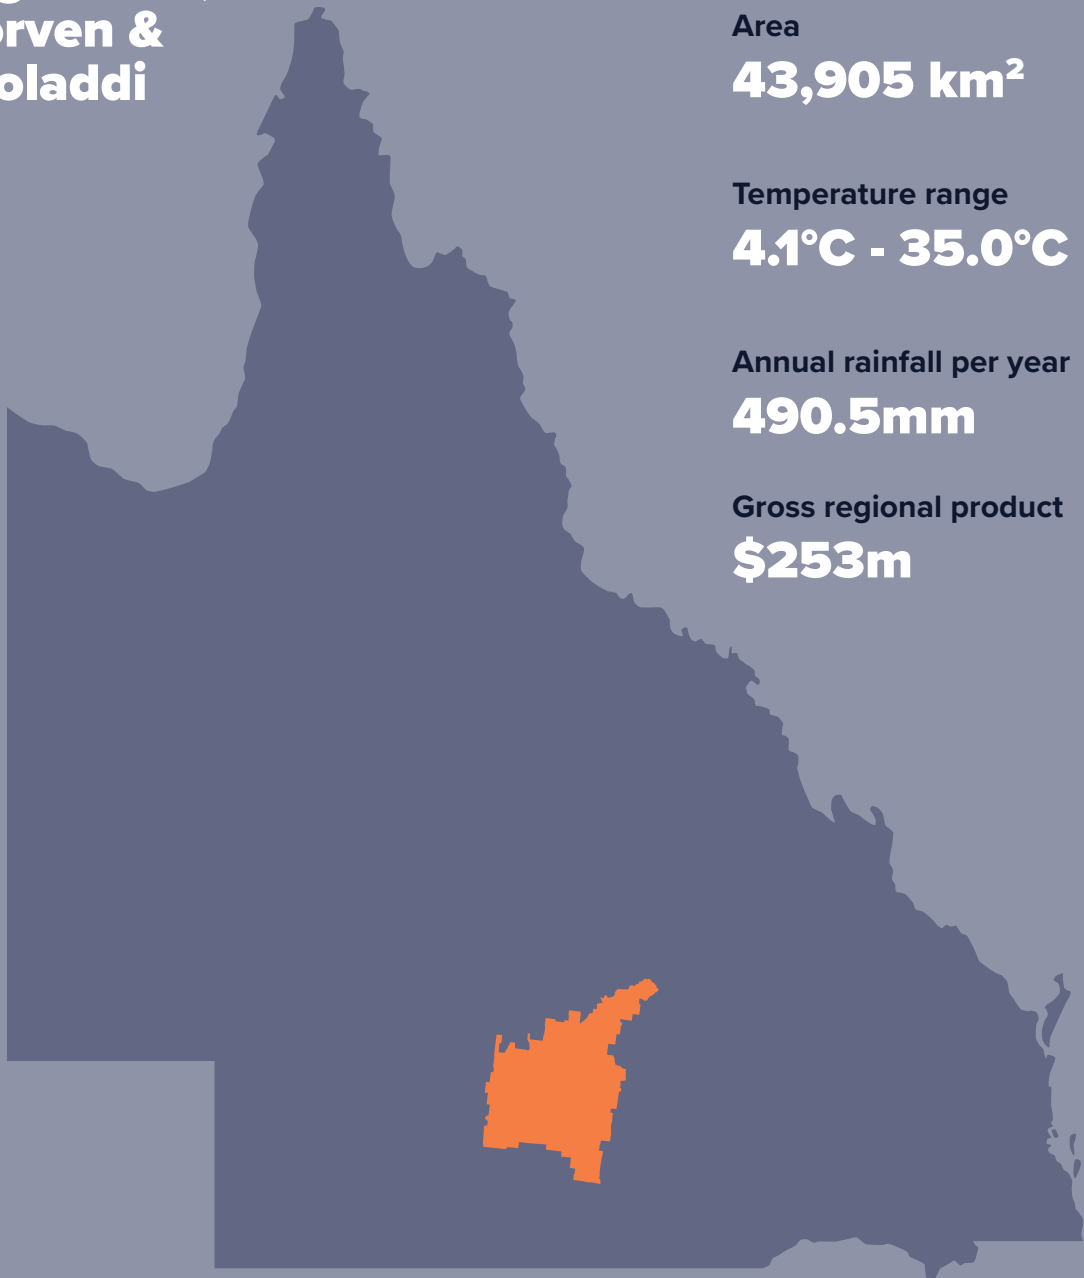 orven &
oladdi
Area
43,905 km²
Temperature range
4.1°C - 35.0°C
Annual rainfall per year
490.5mm
Gross regional product
$253m